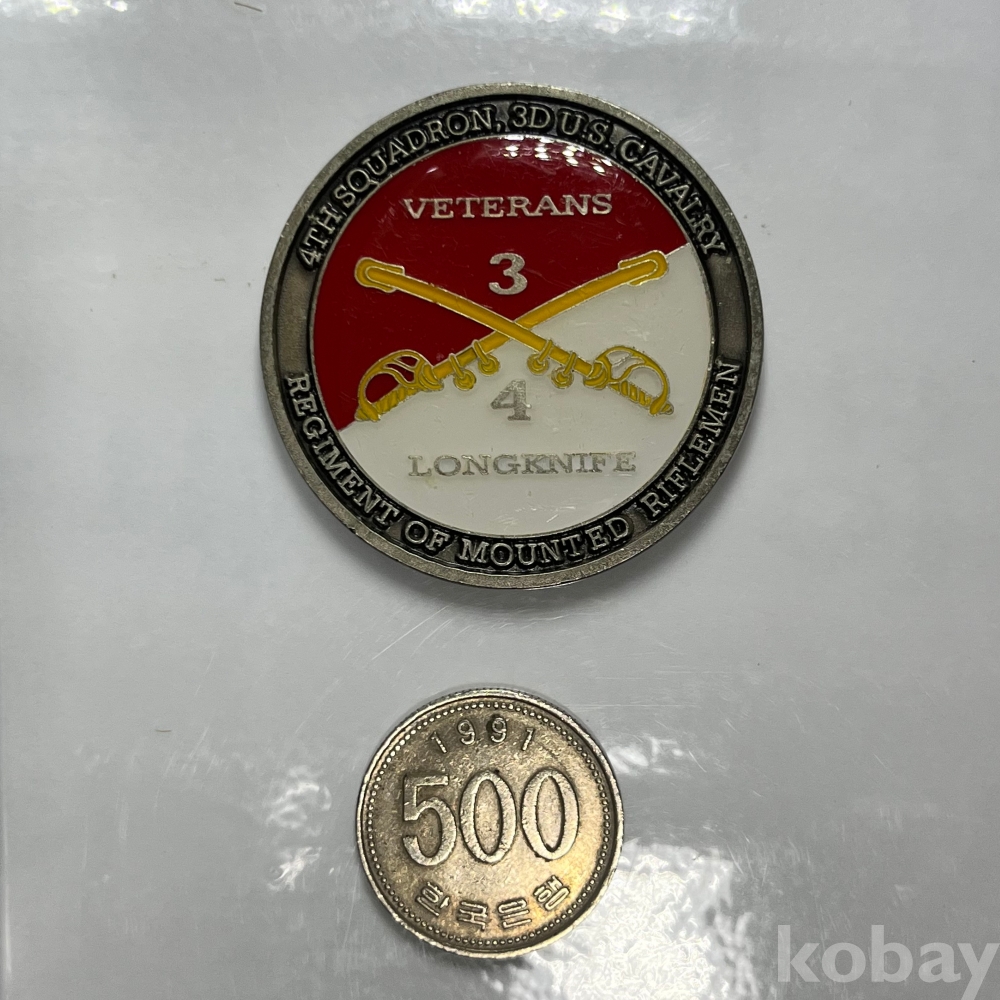 4TH SQUADRON, 3D U.S. CAVALRY
VETERANS
3
4
LONGKNIFE
REGIMENT OF MOUNTED RIFLEMEN
1991
500
한국은행
kobay